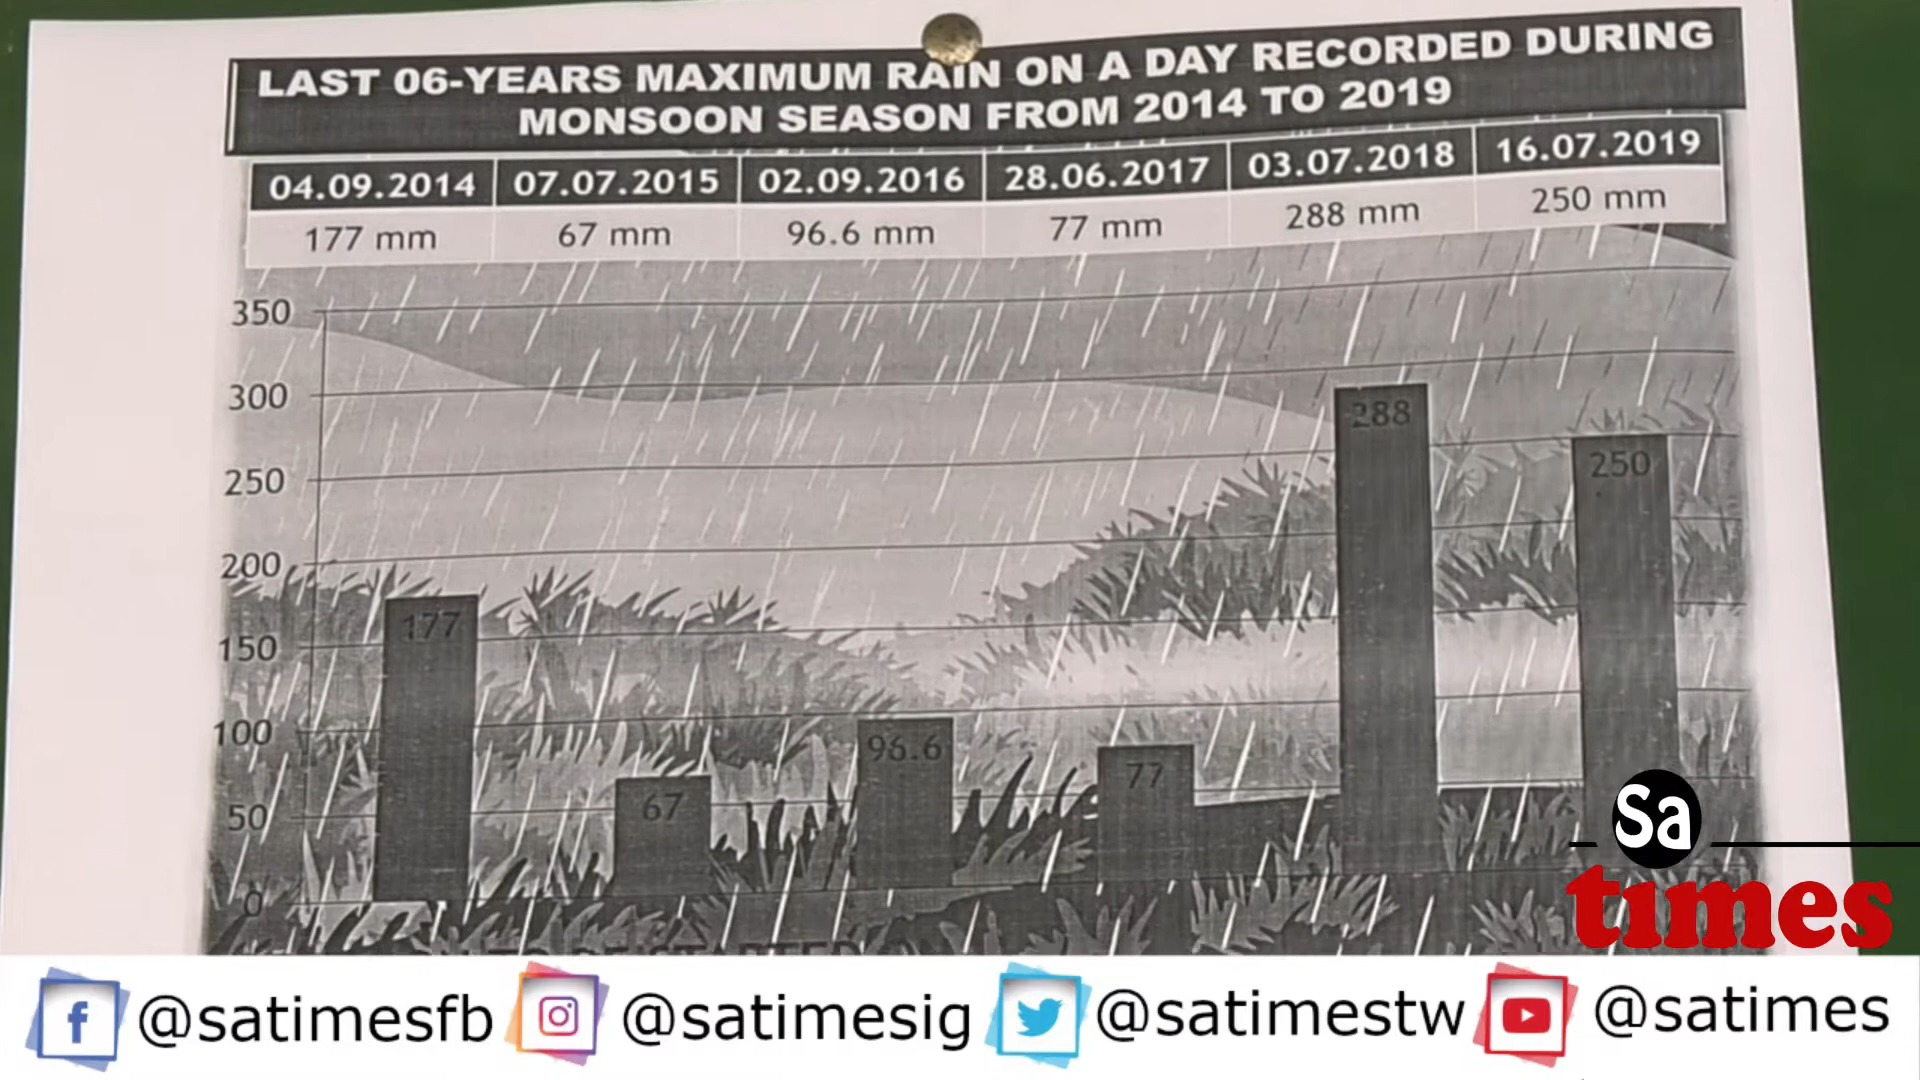 LAST 06-YEARS MAXIMUM RAIN ON A DAY RECORDED DURING
MONSOON SEASON FROM 2014 TO 2019
04.09.2014 07.07.2015 02.09.2016 28.06.2017 03.07.2018 16.07.2019
177 mm 67 mm 96.6 mm 77 mm 288 mm 250 mm
350
300
288
250
250
200
177
150
100
96.6
77
50
67
0
Sa
times
@satimesfb @satimesig @satimestw @satimes